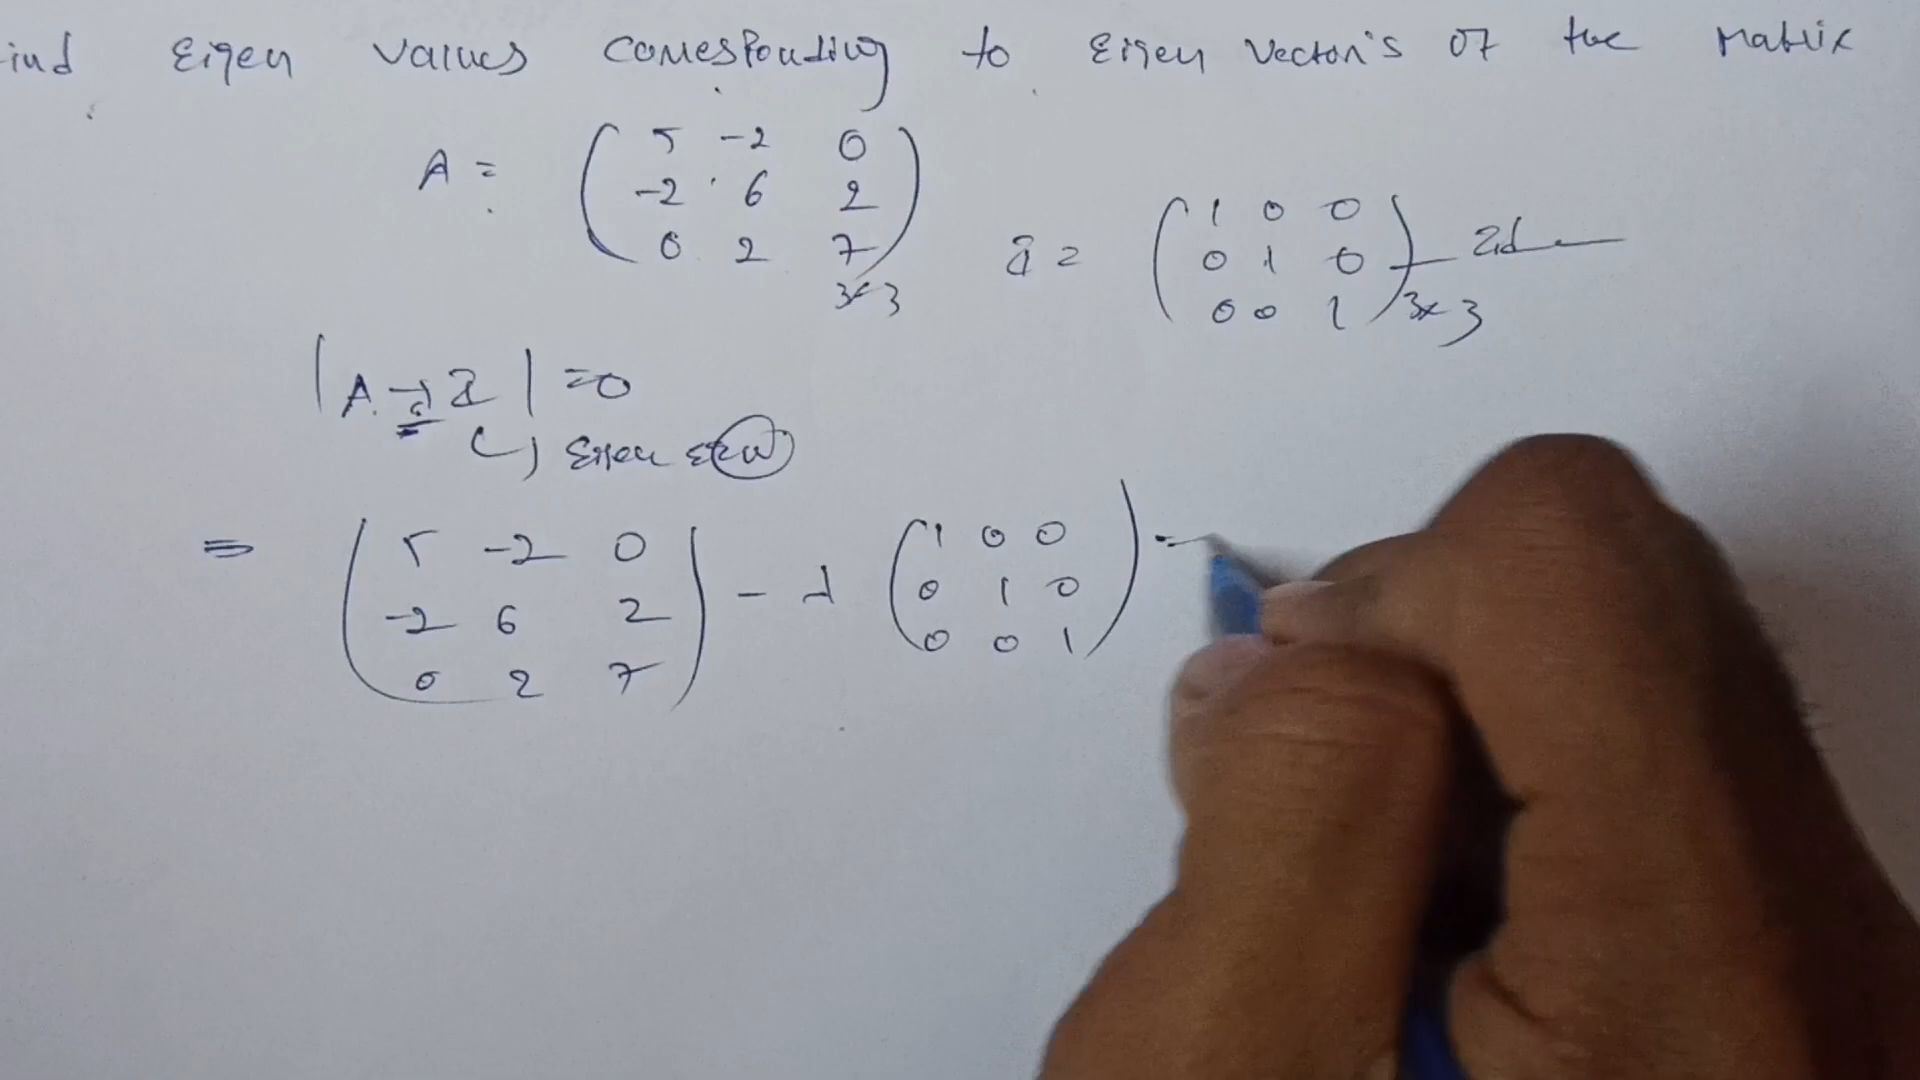 ind Eigen Values Corresponding to Eigen Vector's Of the Matrix
A = ( 5 -2 0
-2 6 2
0 2 7 ) 3×3
I = ( 1 0 0
0 1 0
0 0 1 ) 3×3
|A - λI| = 0
Eigen
= ( 5 -2 0
-2 6 2
0 2 7 ) - λ ( 1 0 0
0 1 0
0 0 1 ) =